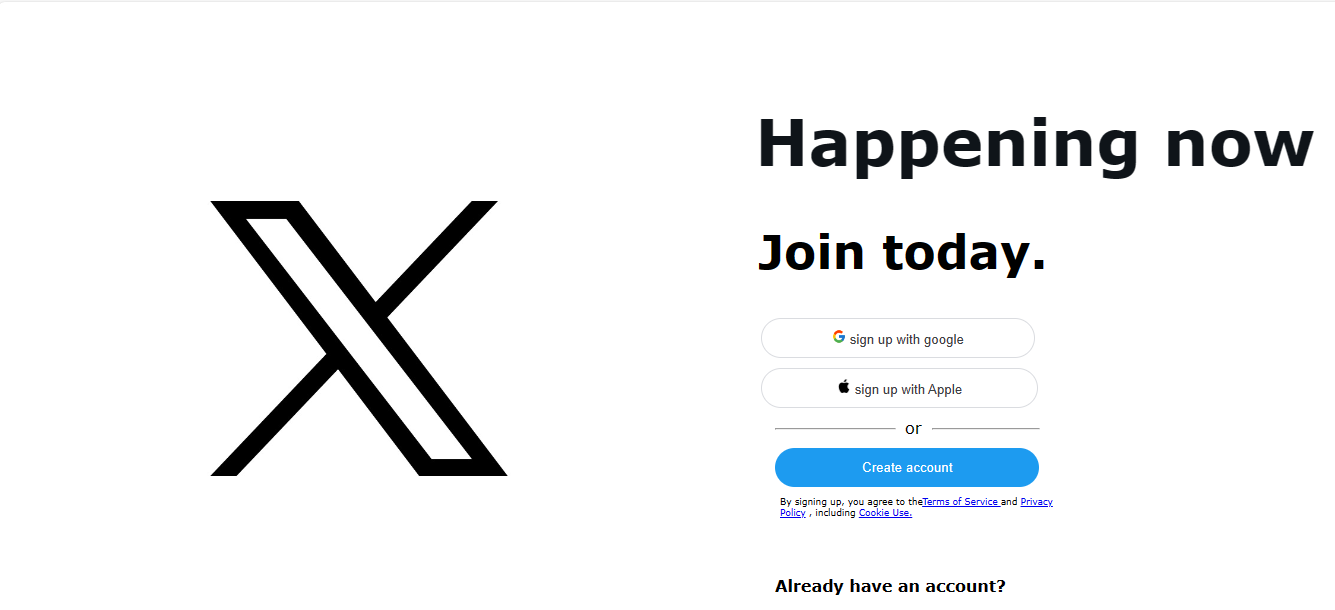 Happening now
Join today.
sign up with google
sign up with Apple
or
Create account
By signing up, you agree to theTerms of Service and Privacy
Policy , including Cookie Use.
Already have an account?